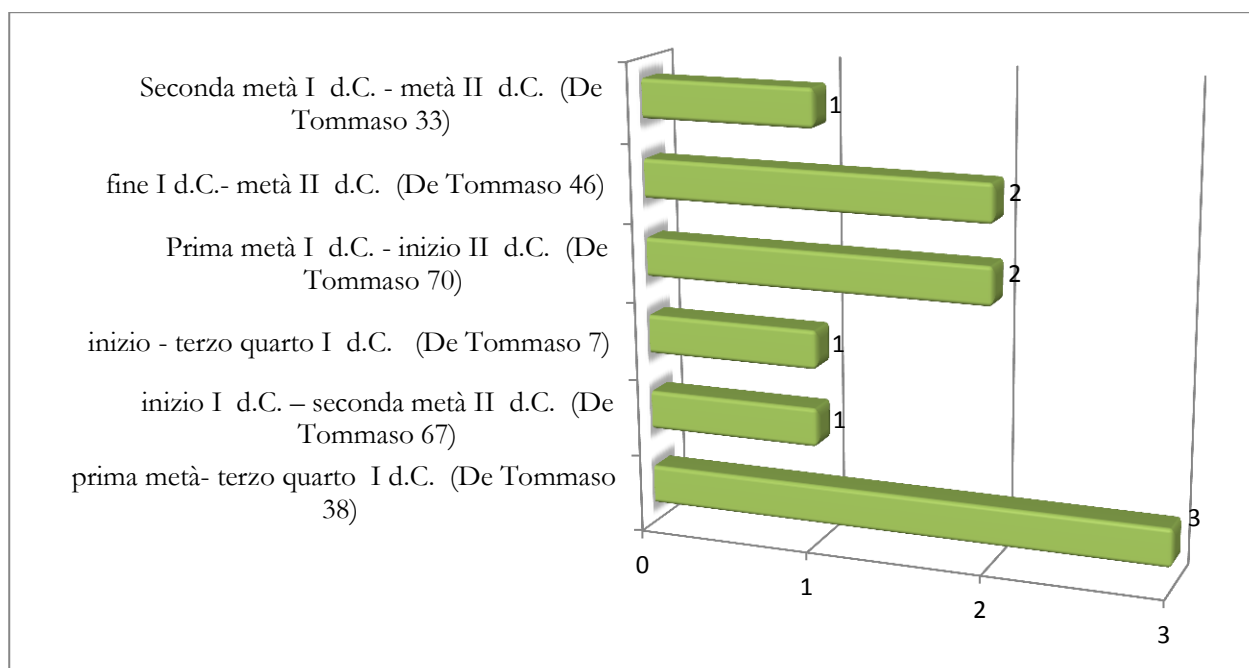 Seconda metà I d.C. - metà II d.C. (De
Tommaso 33)
1
fine I d.C.- metà II d.C. (De Tommaso 46)
2
Prima metà I d.C. - inizio II d.C. (De
Tommaso 70)
2
inizio - terzo quarto I d.C. (De Tommaso 7)
1
inizio I d.C. – seconda metà II d.C. (De
Tommaso 67)
1
prima metà- terzo quarto I d.C. (De Tommaso
38)
3
0
1
2
3